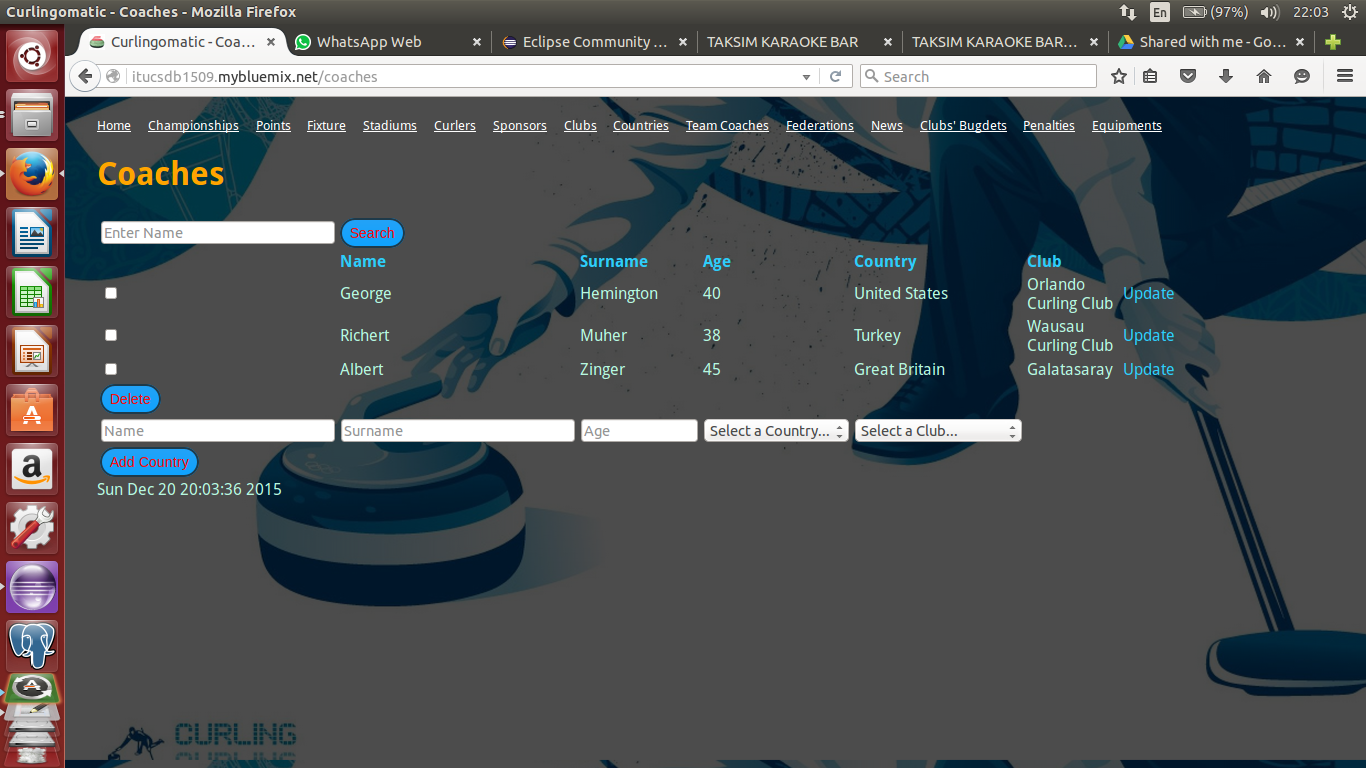 Curlingomatic - Coaches - Mozilla Firefox
En (97%) 22:03
Curlingomatic - Coa... WhatsApp Web Eclipse Community ... TAKSIM KARAOKE BAR TAKSIM KARAOKE BAR... Shared with me - Go...
itucsdb1509.mybluemix.net/coaches Search
Home Championships Points Fixture Stadiums Curlers Sponsors Clubs Countries Team Coaches Federations News Clubs' Bugdets Penalties Equipments
Coaches
Enter Name Search
Name Surname Age Country Club
George Hemington 40 United States Orlando Curling Club Update
Richert Muher 38 Turkey Wausau Curling Club Update
Albert Zinger 45 Great Britain Galatasaray Update
Delete
Name Surname Age Select a Country... Select a Club...
Add Country
Sun Dec 20 20:03:36 2015
CURLING